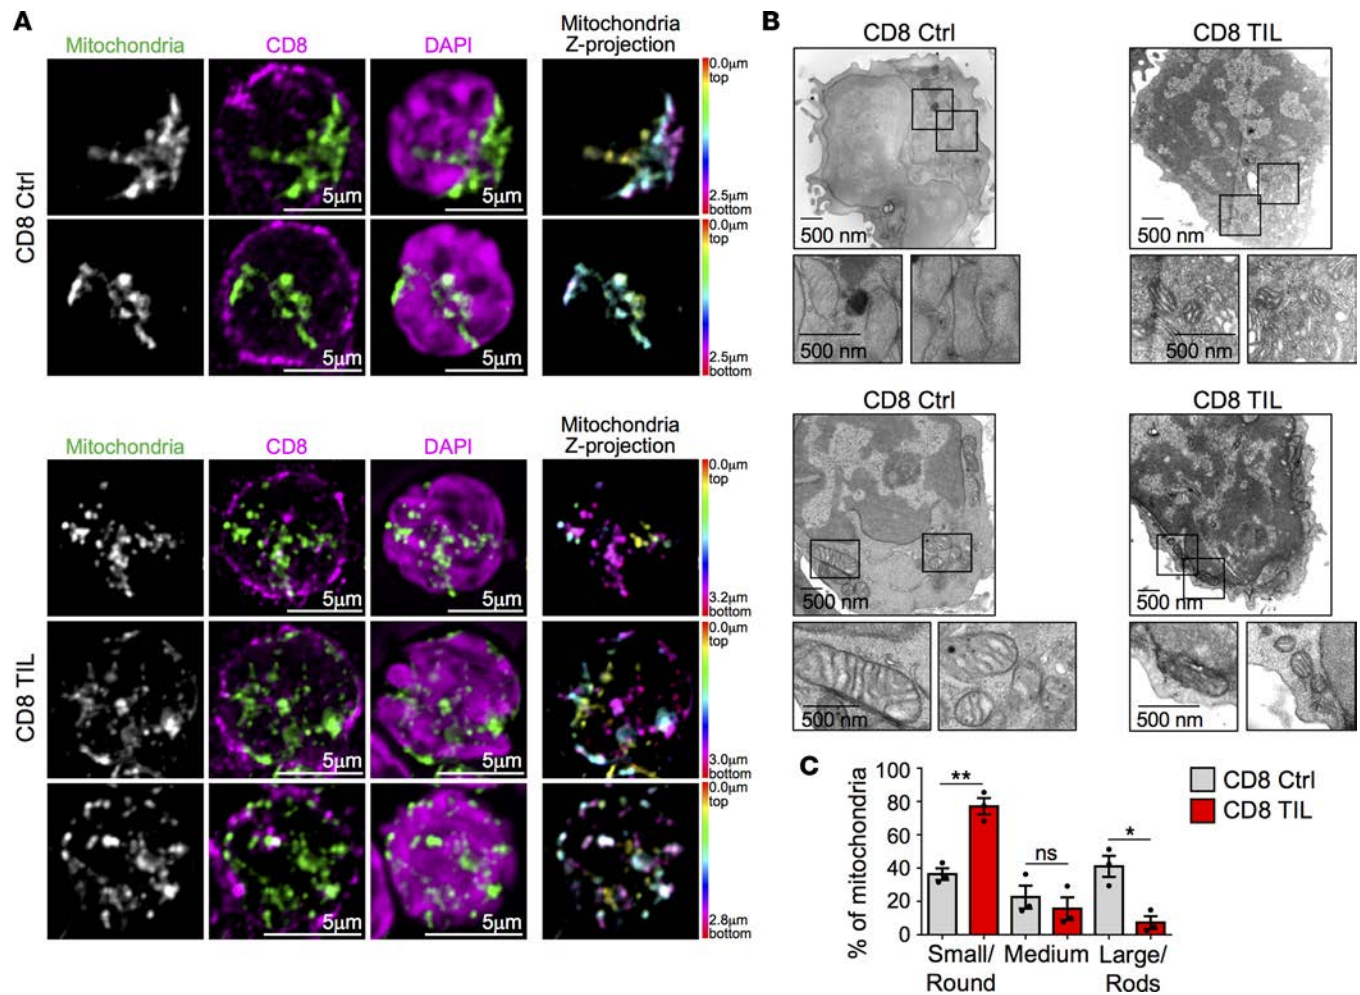 A
Mitochondria CD8 DAPI Mitochondria
Z-projection
CD8 Ctrl
0.0µm
top
5µm 5µm
2.5µm
bottom
0.0µm
top
5µm 5µm
2.5µm
bottom
Mitochondria CD8 DAPI Mitochondria
Z-projection
CD8 TIL
0.0µm
top
5µm 5µm
3.2µm
bottom
0.0µm
top
5µm 5µm
3.0µm
bottom
0.0µm
top
5µm 5µm
2.8µm
bottom
B
CD8 Ctrl CD8 TIL
500 nm 500 nm
500 nm 500 nm
CD8 Ctrl CD8 TIL
500 nm 500 nm
500 nm 500 nm
C
% of mitochondria
100
80
60
40
20
0
** ns *
Small/ Medium Large/
Round Rods
CD8 Ctrl
CD8 TIL